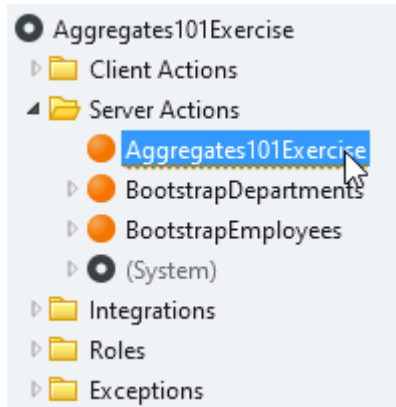 Aggregates101Exercise
Client Actions
Server Actions
Aggregates101Exercise
BootstrapDepartments
BootstrapEmployees
(System)
Integrations
Roles
Exceptions